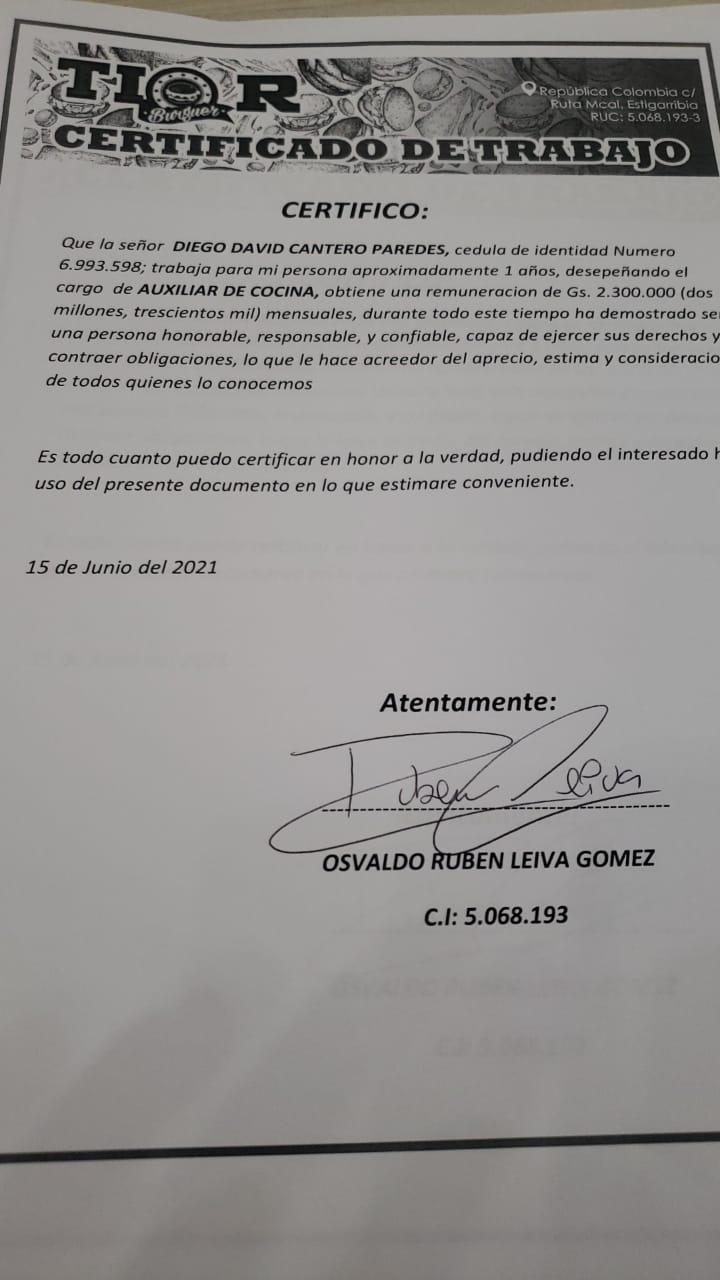 TIOR
Burguer
República Colombia c/
Ruta Mcal, Estigarribia
RUC: 5.068.193-3
CERTIFICADO DE TRABAJO
CERTIFICO:
Que la señor DIEGO DAVID CANTERO PAREDES, cedula de identidad Numero
6.993.598; trabaja para mi persona aproximadamente 1 años, desepeñando el
cargo de AUXILIAR DE COCINA, obtiene una remuneracion de Gs. 2.300.000 (dos
millones, trescientos mil) mensuales, durante todo este tiempo ha demostrado se
una persona honorable, responsable, y confiable, capaz de ejercer sus derechos y
contraer obligaciones, lo que le hace acreedor del aprecio, estima y consideracio
de todos quienes lo conocemos
Es todo cuanto puedo certificar en honor a la verdad, pudiendo el interesado h
uso del presente documento en lo que estimare conveniente.
15 de Junio del 2021
Atentamente:
Ruben Leiva
OSVALDO RUBEN LEIVA GOMEZ
C.I: 5.068.193